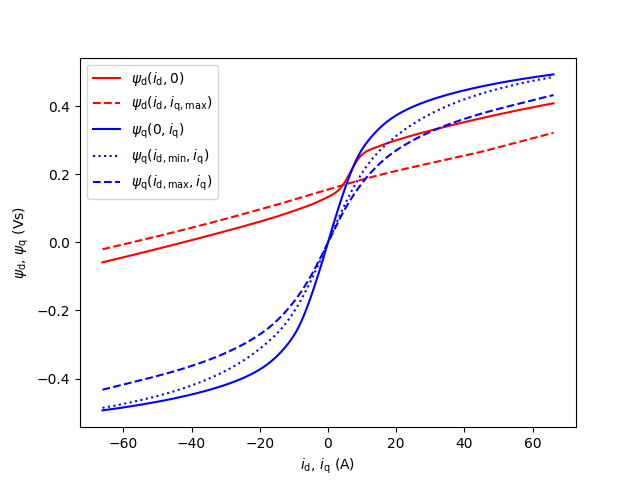 ψd(id, 0)
ψd(id, iq,max)
ψq(0, iq)
ψq(id,min, iq)
ψq(id,max, iq)
0.4
0.2
0.0
−0.2
−0.4
ψd, ψq (Vs)
−60 −40 −20 0 20 40 60
id, iq (A)